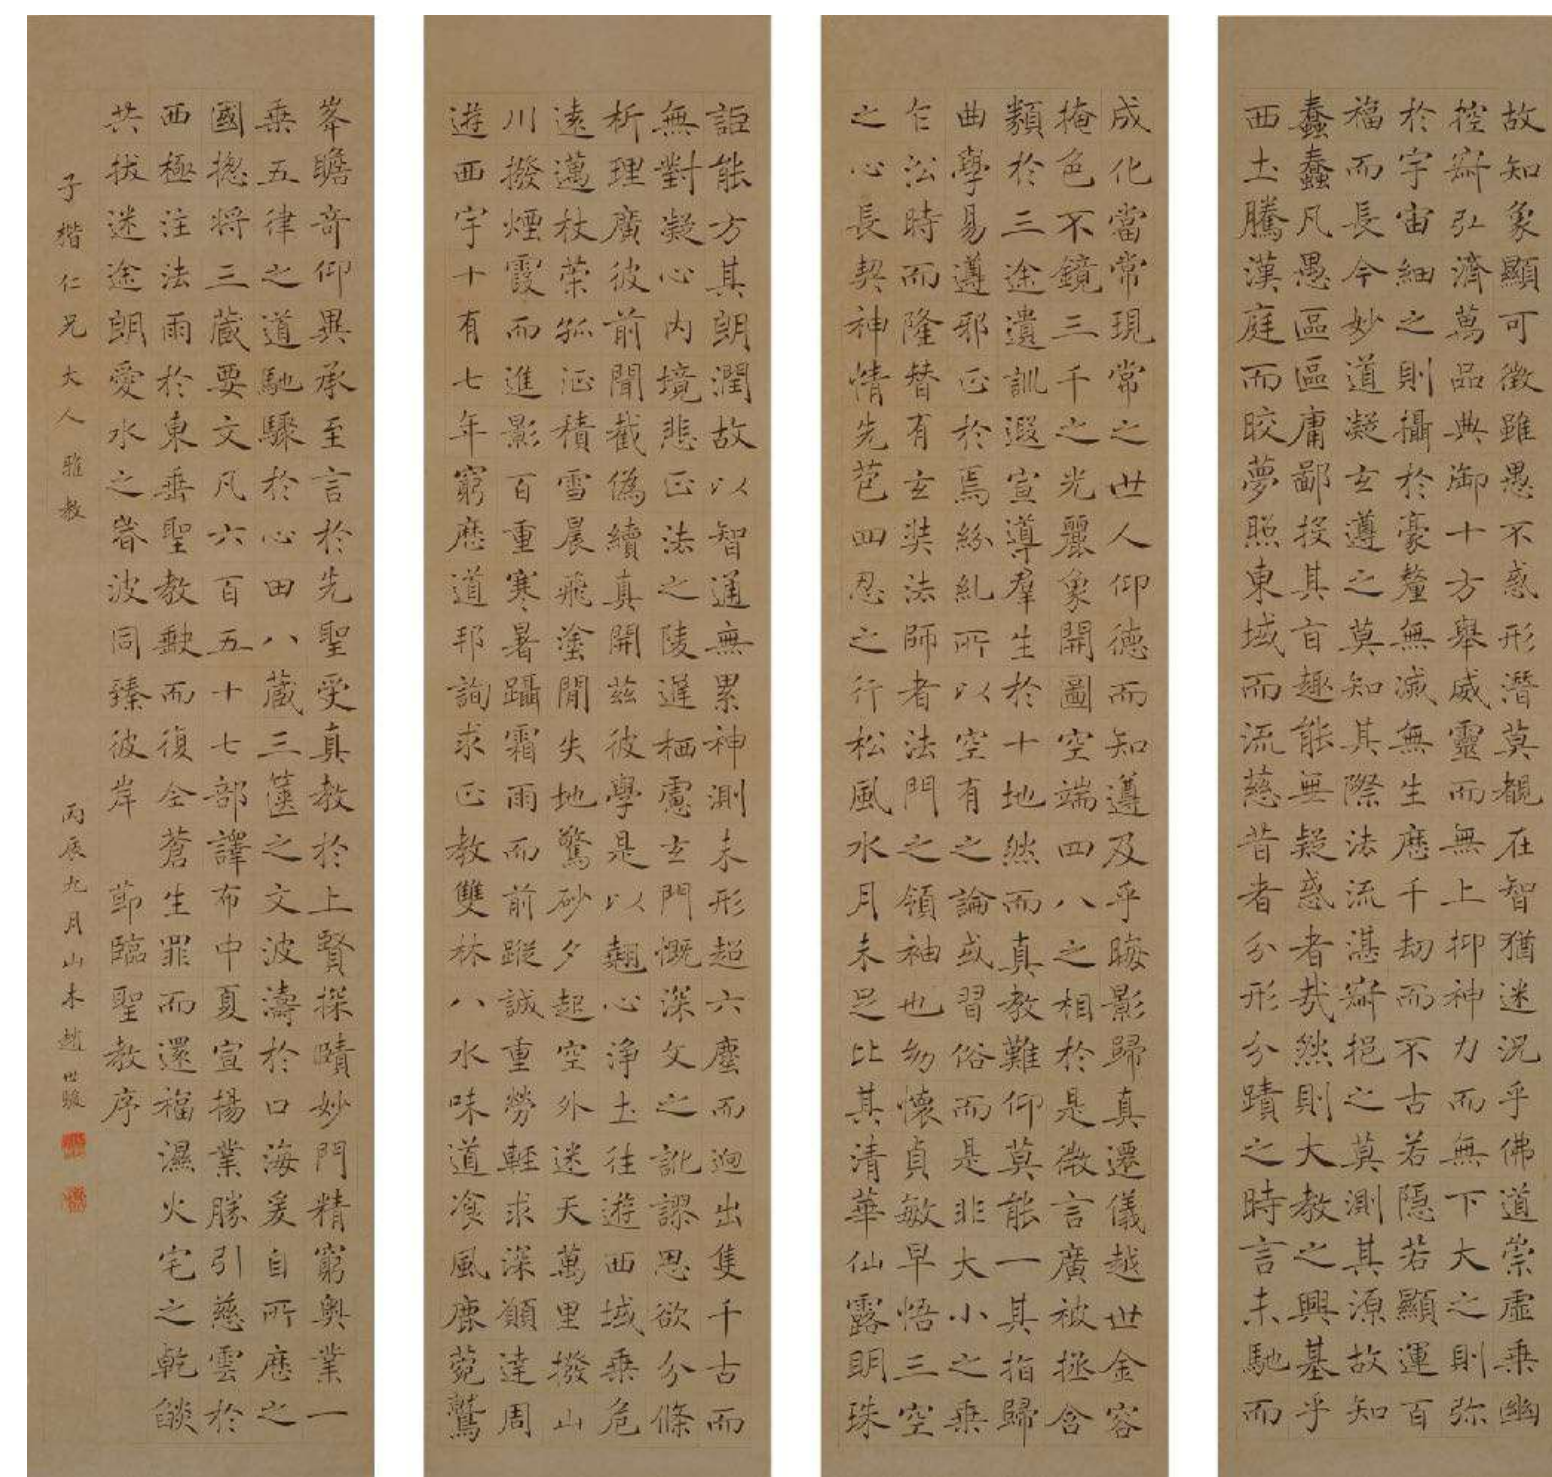 故知象顯可徵雖愚不惑形潛莫覩在智猶迷況乎佛道崇虛乘幽
控寂弘濟萬品典御十方舉威靈而無上抑神力而無下大之則弥
於宇宙細之則攝於豪釐無滅無生歷千劫而不古若隱若顯運百
福而長今妙道凝玄遵之莫知其際法流湛寂挹之莫測其源故知
蠢蠢凡愚區區庸鄙投其旨趣能無疑惑者哉然則大教之興基乎
西土騰漢庭而皎夢照東域而流慈昔者分形分蹟之時言未馳而
成化當常現常之世人仰德而知遵及乎晦影歸真遷儀越世金容
掩色不鏡三千之光麗象開圖空端四八之相於是微言廣被拯含
類於三途遺訓遐宣導羣生於十地然而真教難仰莫能一其指歸
曲學易遵邪正於焉紛糺所以空有之論或習俗而是非大小之乘
乍沿時而隆替有玄奘法師者法門之領袖也幼懷貞敏早悟三空
之心長契神情先苞四忍之行松風水月未足比其清華仙露明珠
詎能方其朗潤故以智通無累神測未形超六塵而迥出隻千古而
無對凝心内境悲正法之陵遲栖慮玄門慨深文之訛謬思欲分條
析理廣彼前聞截偽續真開茲彼學是以翹心淨土往遊西域乘危
遠邁杖策孤征積雪晨飛塗閒失地驚砂夕起空外迷天萬里撥山
川撥煙霞而進影百重寒暑躡霜雨而前蹤誠重勞輕求深願達周
遊西宇十有七年窮歷道邦詢求正教雙林八水味道飡風鹿菀鷲
峯瞻奇仰異承至言於先聖受真教於上賢探賾妙門精窮奧業一
乘五律之道馳驟於心田八藏三篋之文波濤於口海爰自所歷之
國摠將三藏要文凡六百五十七部譯布中夏宣揚業勝引慈雲於
西極注法雨於東垂聖教缺而復全蒼生罪而還福濕火宅之乾燄
共拔迷途朗愛水之昏波同臻彼岸 節臨聖教序
子楷仁兄大人雅教
丙辰九月山木趙世駿